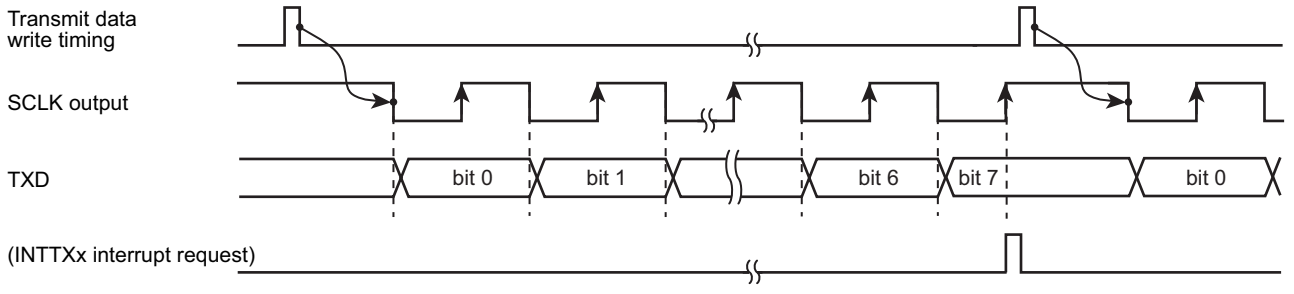 Transmit data
write timing
SCLK output
TXD
bit 0
bit 1
bit 6
bit 7
bit 0
(INTTXx interrupt request)